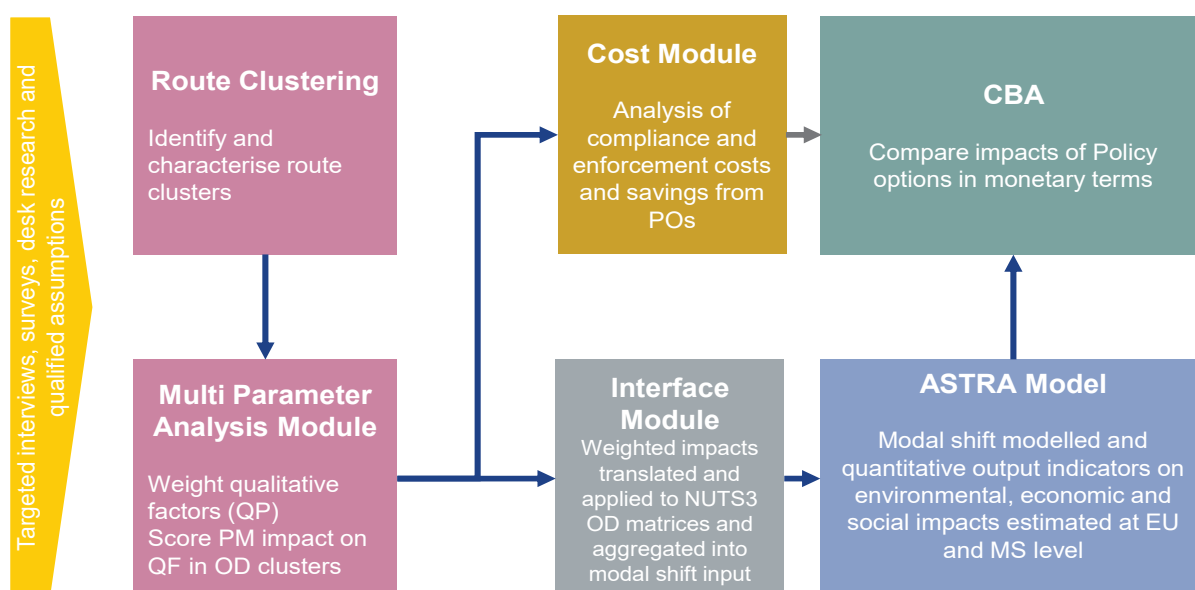 Targeted interviews, surveys, desk research and
qualified assumptions
Route Clustering
Identify and
characterise route
clusters
Multi Parameter
Analysis Module
Weight qualitative
factors (QP)
Score PM impact on
QF in OD clusters
Cost Module
Analysis of
compliance and
enforcement costs
and savings from
POs
Interface
Module
Weighted impacts
translated and
applied to NUTS3
OD matrices and
aggregated into
modal shift input
CBA
Compare impacts of Policy
options in monetary terms
ASTRA Model
Modal shift modelled and
quantitative output indicators on
environmental, economic and
social impacts estimated at EU
and MS level